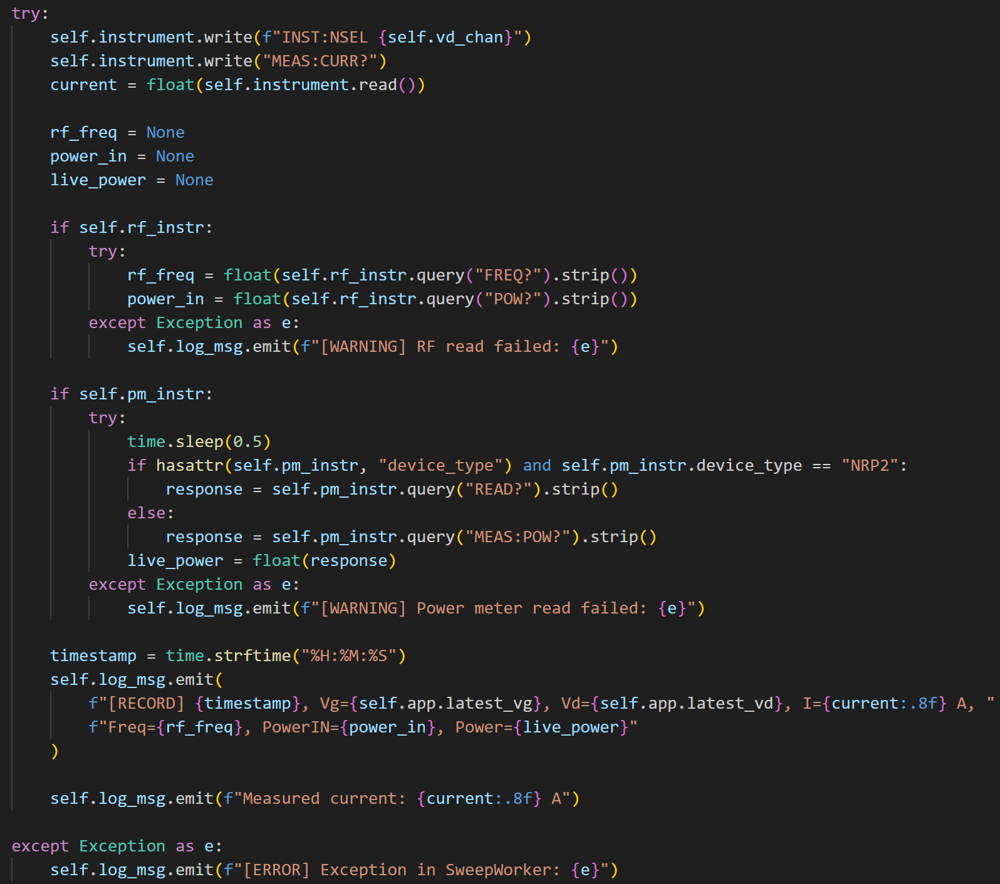 try:
    self.instrument.write(f"INST:NSEL {self.vd_chan}")
    self.instrument.write("MEAS:CURR?")
    current = float(self.instrument.read())

    rf_freq = None
    power_in = None
    live_power = None

    if self.rf_instr:
        try:
            rf_freq = float(self.rf_instr.query("FREQ?").strip())
            power_in = float(self.rf_instr.query("POW?").strip())
        except Exception as e:
            self.log_msg.emit(f"[WARNING] RF read failed: {e}")

    if self.pm_instr:
        try:
            time.sleep(0.5)
            if hasattr(self.pm_instr, "device_type") and self.pm_instr.device_type == "NRP2":
                response = self.pm_instr.query("READ?").strip()
            else:
                response = self.pm_instr.query("MEAS:POW?").strip()
            live_power = float(response)
        except Exception as e:
            self.log_msg.emit(f"[WARNING] Power meter read failed: {e}")

    timestamp = time.strftime("%H:%M:%S")
    self.log_msg.emit(
        f"[RECORD] {timestamp}, Vg={self.app.latest_vg}, Vd={self.app.latest_vd}, I={current:.8f} A, "
        f"Freq={rf_freq}, PowerIN={power_in}, Power={live_power}"
    )

    self.log_msg.emit(f"Measured current: {current:.8f} A")

except Exception as e:
    self.log_msg.emit(f"[ERROR] Exception in SweepWorker: {e}")